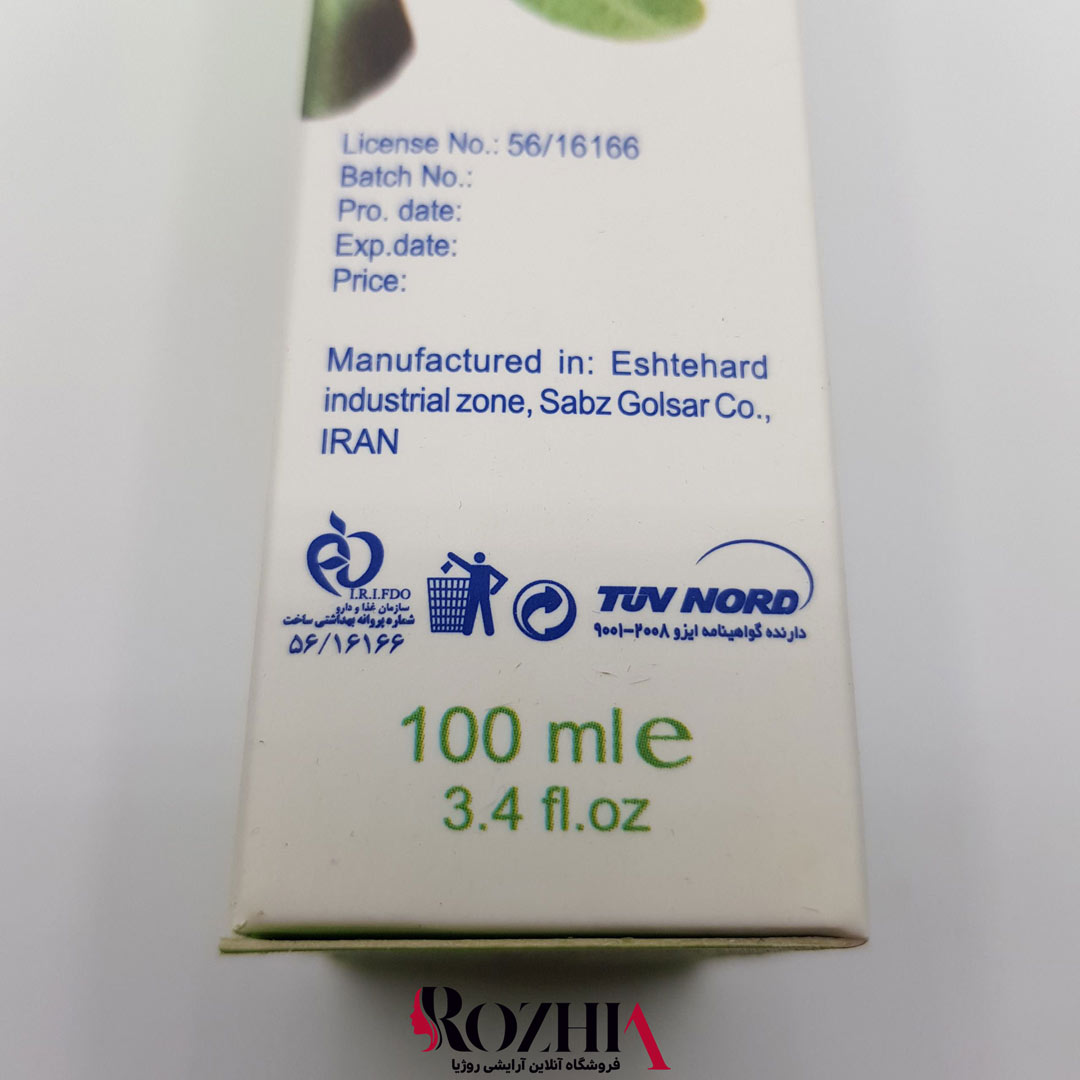 License No.: 56/16166
Batch No.:
Pro. date:
Exp.date:
Price:
Manufactured in: Eshtehard
industrial zone, Sabz Golsar Co.,
IRAN
I.R.I.FDO
سازمان غذا و دارو
شماره پروانه بهداشتی ساخت
۵۶/۱۶۱۶۶
TÜV NORD
دارنده گواهینامه ایزو ۲۰۰۸-۹۰۰۱
100 ml e
3.4 fl.oz
ROZHIA
فروشگاه آنلاین آرایشی روژیا